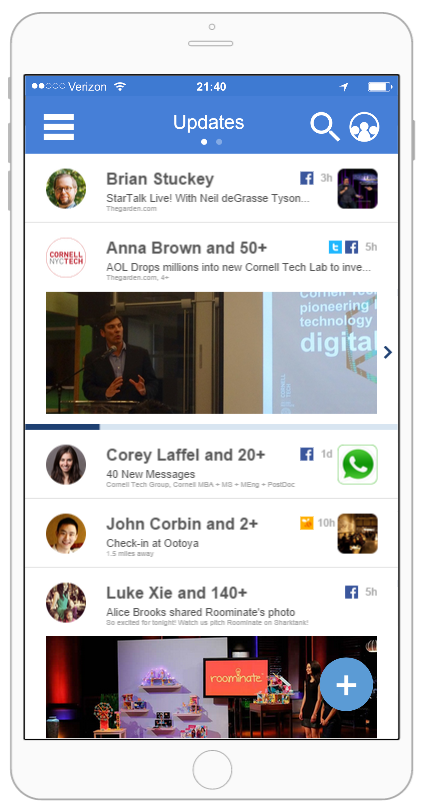 Verizon 21:40
Updates
Brian Stuckey 3h
StarTalk Live! With Neil deGrasse Tyson...
Thegarden.com
CORNELL
NYCTECH
Anna Brown and 50+ 5h
AOL Drops millions into new Cornell Tech Lab to inve...
Thegarden.com, 4+
Cornell Tec
pioneering
technology
digital
CORNELL
TECH
Corey Laffel and 20+ 1d
40 New Messages
Cornell Tech Group, Cornell MBA + MS + MEng + PostDoc
John Corbin and 2+ 10h
Check-in at Ootoya
1.5 miles away
Luke Xie and 140+ 5h
Alice Brooks shared Roominate's photo
So excited for tonight! Watch us pitch Roominate on Sharktank!
roominate